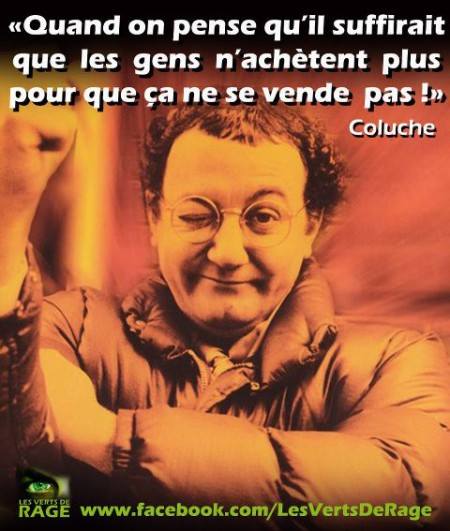 «Quand on pense qu'il suffirait
que les gens n'achètent plus
pour que ça ne se vende pas !»
Coluche
LES VERTS DE
RAGE
www.facebook.com/LesVertsDeRage